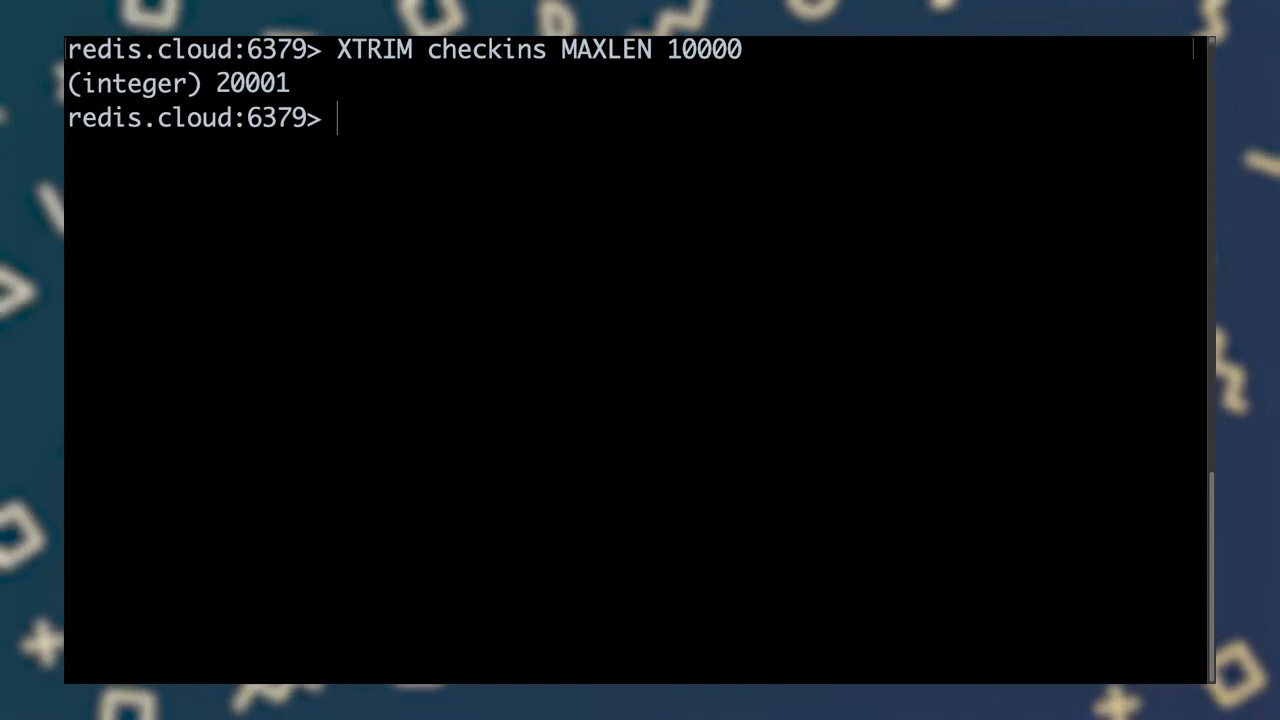 redis.cloud:6379> XTRIM checkins MAXLEN 10000
(integer) 20001
redis.cloud:6379>